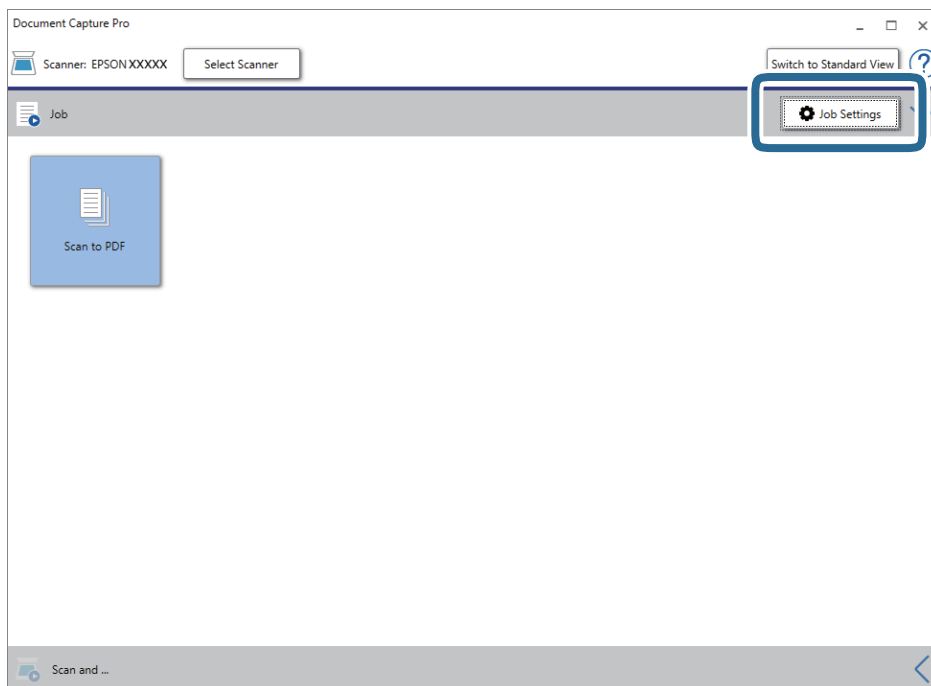 Document Capture Pro
Scanner: EPSON XXXXX
Select Scanner
Switch to Standard View
?
Job
Job Settings
Scan to PDF
Scan and ...